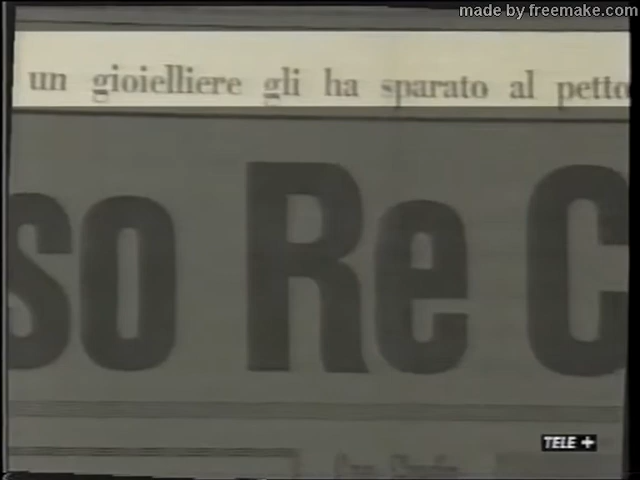 made by freemake.com
un gioielliere gli ha sparato al petto
so Re C
TELE +